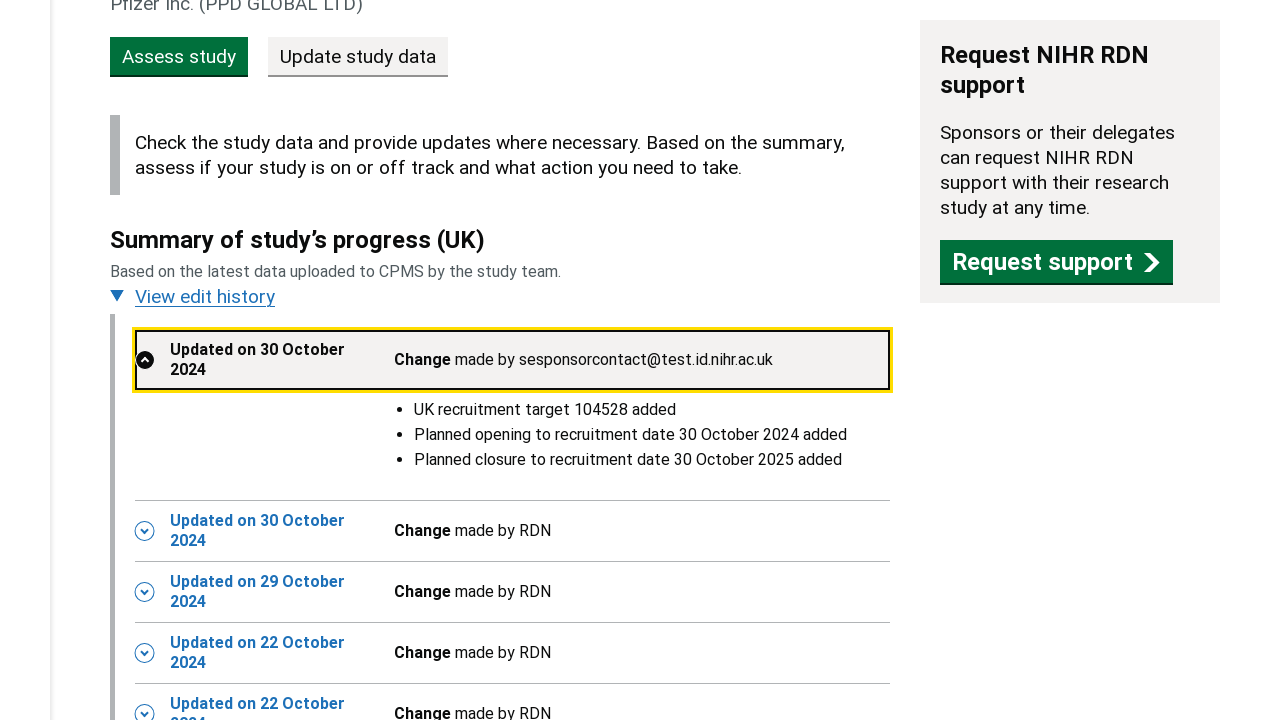 Pfizer Inc. (PPD GLOBAL LTD)
Assess study
Update study data
Check the study data and provide updates where necessary. Based on the summary,
assess if your study is on or off track and what action you need to take.
Summary of study’s progress (UK)
Based on the latest data uploaded to CPMS by the study team.
View edit history
Updated on 30 October
2024
Change made by sesponsorcontact@test.id.nihr.ac.uk
UK recruitment target 104528 added
Planned opening to recruitment date 30 October 2024 added
Planned closure to recruitment date 30 October 2025 added
Updated on 30 October
2024
Change made by RDN
Updated on 29 October
2024
Change made by RDN
Updated on 22 October
2024
Change made by RDN
Updated on 22 October
2024
Change made by RDN
Request NIHR RDN
support
Sponsors or their delegates
can request NIHR RDN
support with their research
study at any time.
Request support